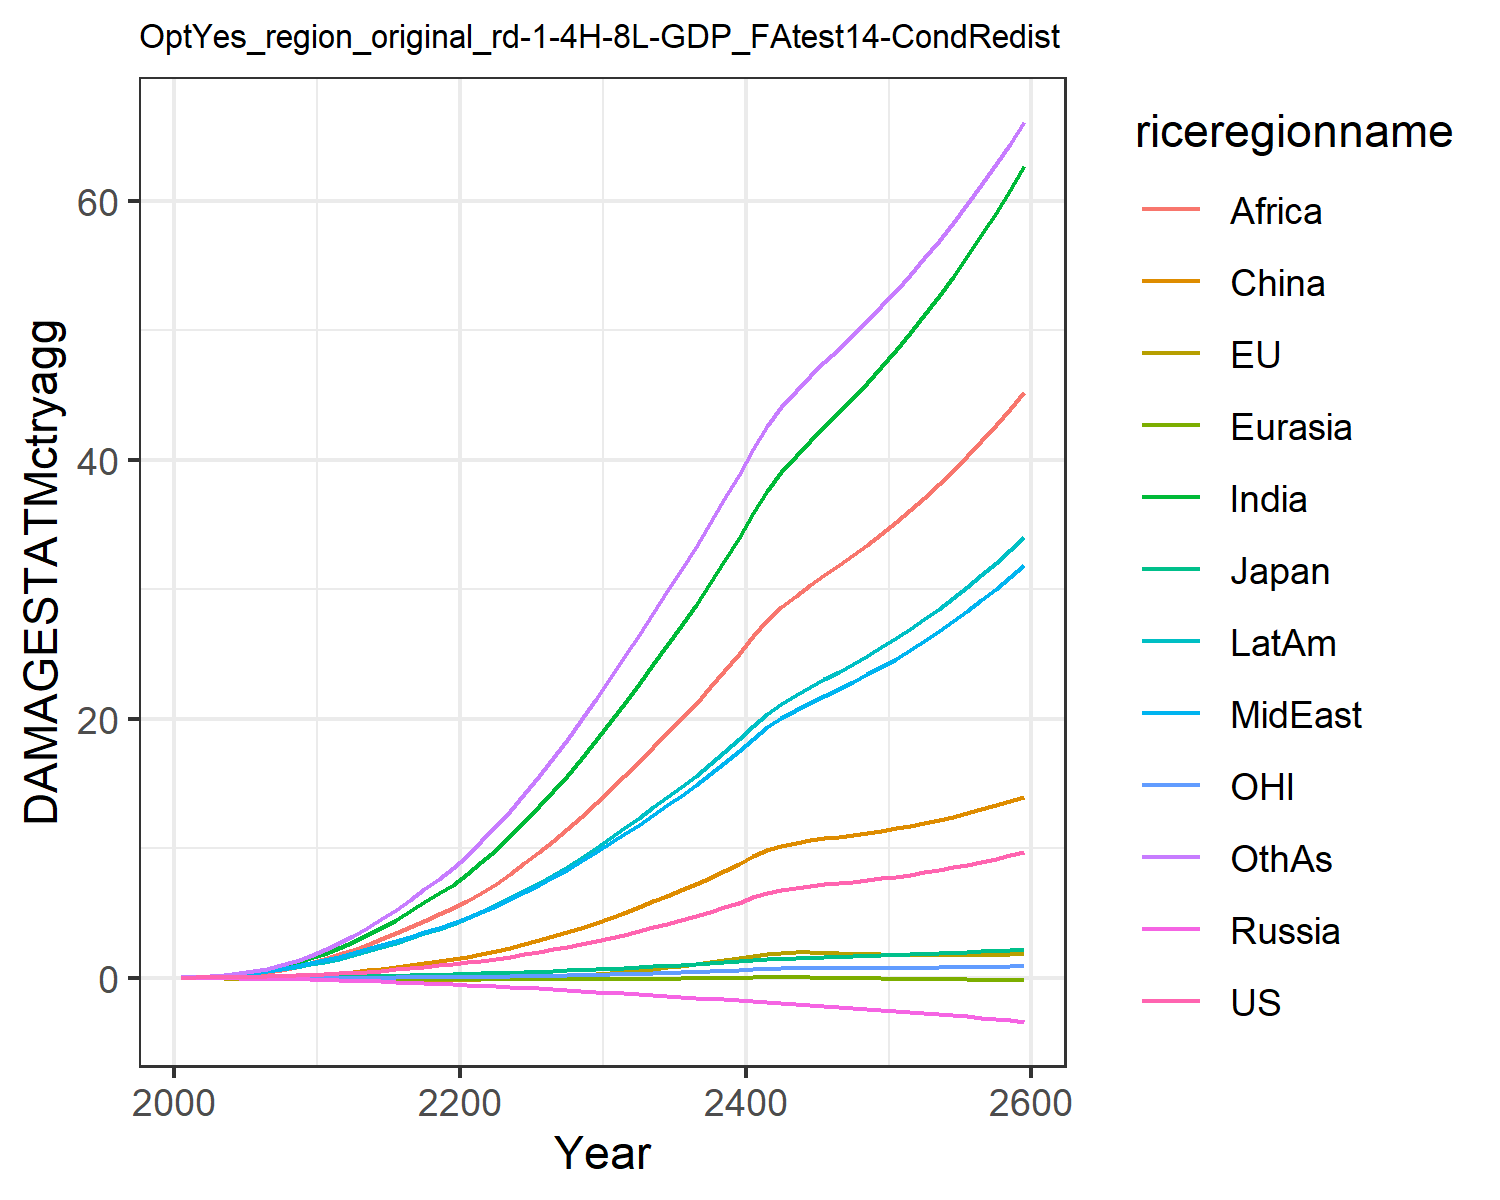 OptYes_region_original_rd-1-4H-8L-GDP_FAtest14-CondRedist
DAMAGESTATMctryagg
60
40
20
0
2000
2200
2400
2600
Year
riceregionname
Africa
China
EU
Eurasia
India
Japan
LatAm
MidEast
OHI
OthAs
Russia
US